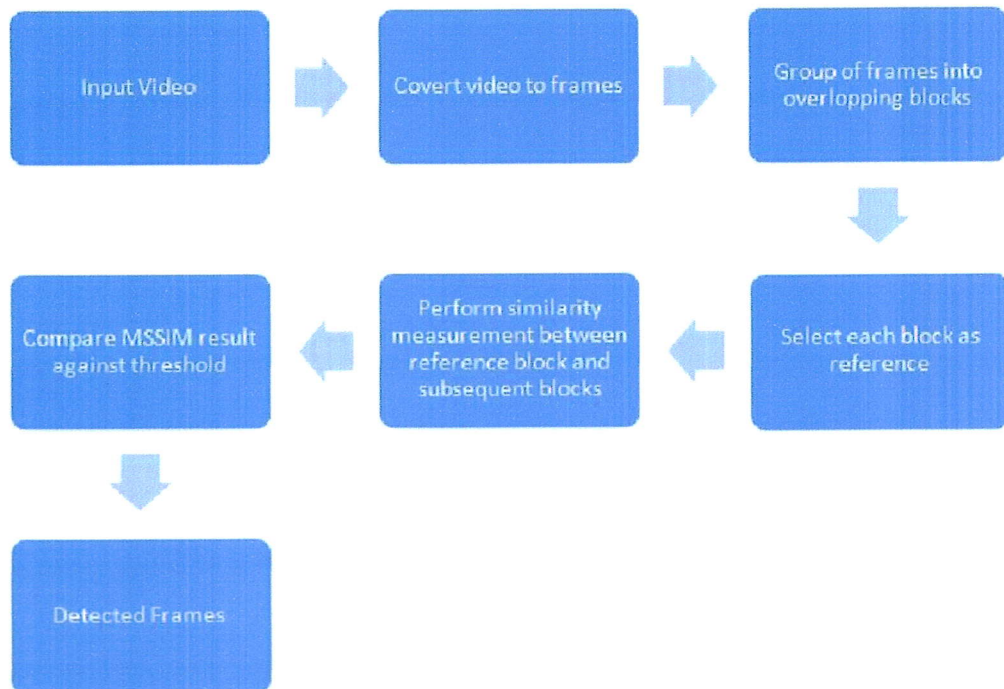 Input Video
Covert video to frames
Group of frames into
overlopping blocks
Select each block as
reference
Perform similarity
measurement between
reference block and
subsequent blocks
Compare MSSIM result
against threshold
Detected Frames